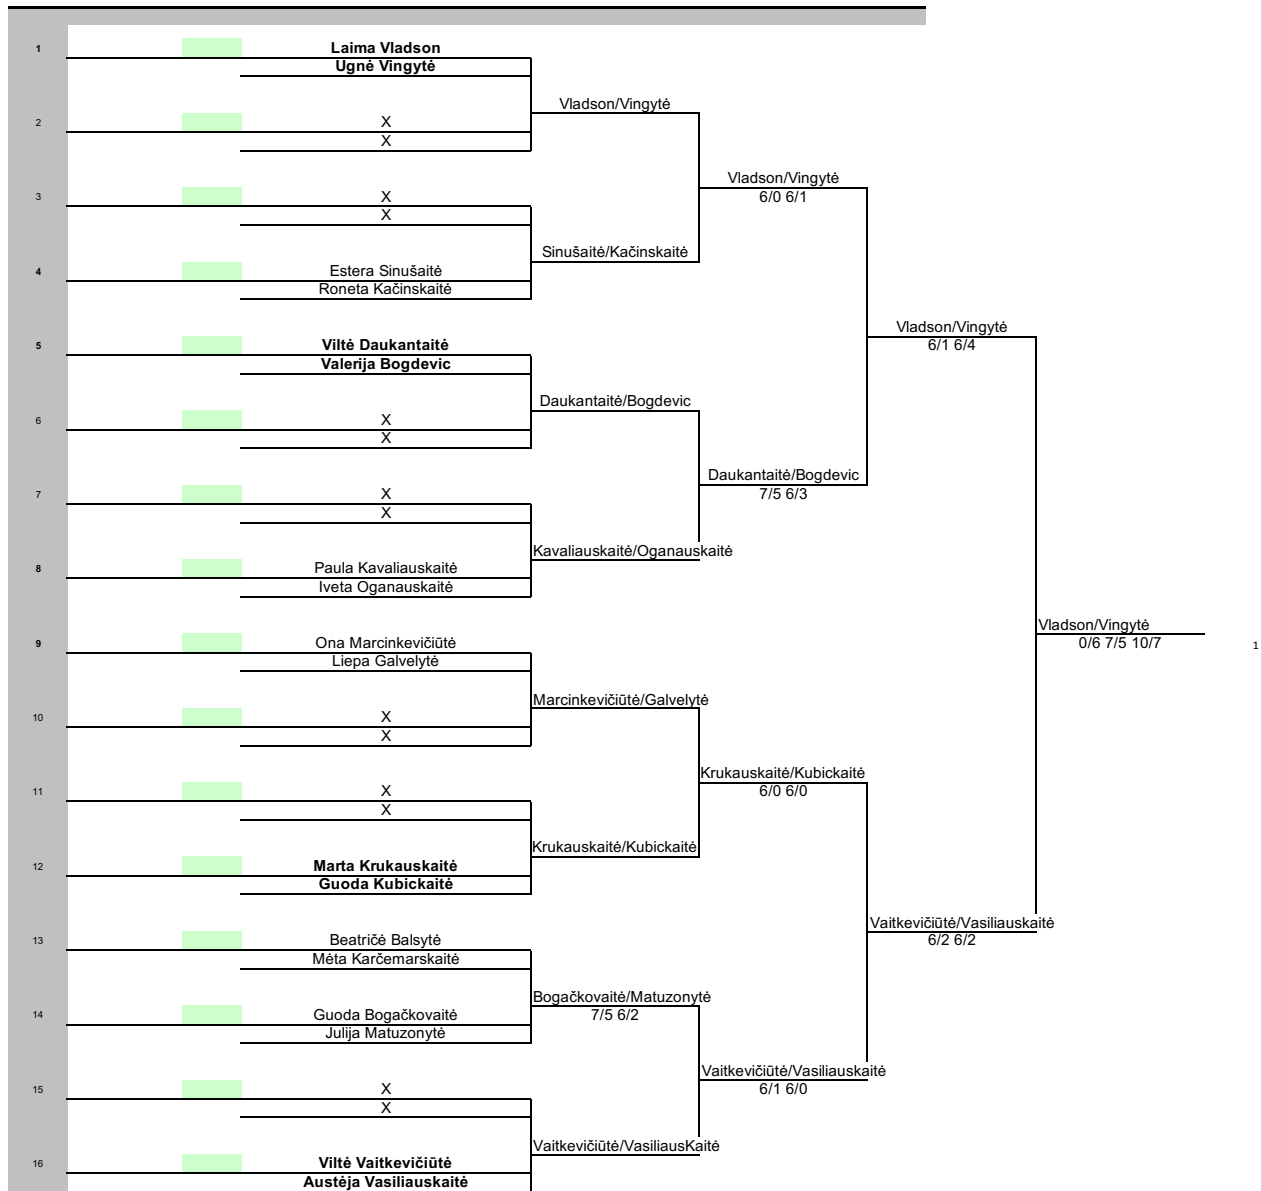 1
Laima Vladson
Ugnė Vingytė
Vladson/Vingytė
2
X
X
Vladson/Vingytė
6/0 6/1
3
X
X
Sinušaitė/Kačinskaitė
4
Estera Sinušaitė
Roneta Kačinskaitė
Vladson/Vingytė
6/1 6/4
5
Viltė Daukantaitė
Valerija Bogdevic
Daukantaitė/Bogdevic
6
X
X
Daukantaitė/Bogdevic
7/5 6/3
7
X
X
Kavaliauskaitė/Oganauskaitė
8
Paula Kavaliauskaitė
Iveta Oganauskaitė
Vladson/Vingytė
0/6 7/5 10/7
1
9
Ona Marcinkevičiūtė
Liepa Galvelytė
Marcinkevičiūtė/Galvelytė
10
X
X
Krukauskaitė/Kubickaitė
6/0 6/0
11
X
X
Krukauskaitė/Kubickaitė
12
Marta Krukauskaitė
Guoda Kubickaitė
Vaitkevičiūtė/Vasiliauskaitė
6/2 6/2
13
Beatričė Balsytė
Mėta Karčemarskaitė
Bogačkovaitė/Matuzonytė
7/5 6/2
14
Guoda Bogačkovaitė
Julija Matuzonytė
Vaitkevičiūtė/Vasiliauskaitė
6/1 6/0
15
X
X
Vaitkevičiūtė/VasiliausKaitė
16
Viltė Vaitkevičiūtė
Austėja Vasiliauskaitė